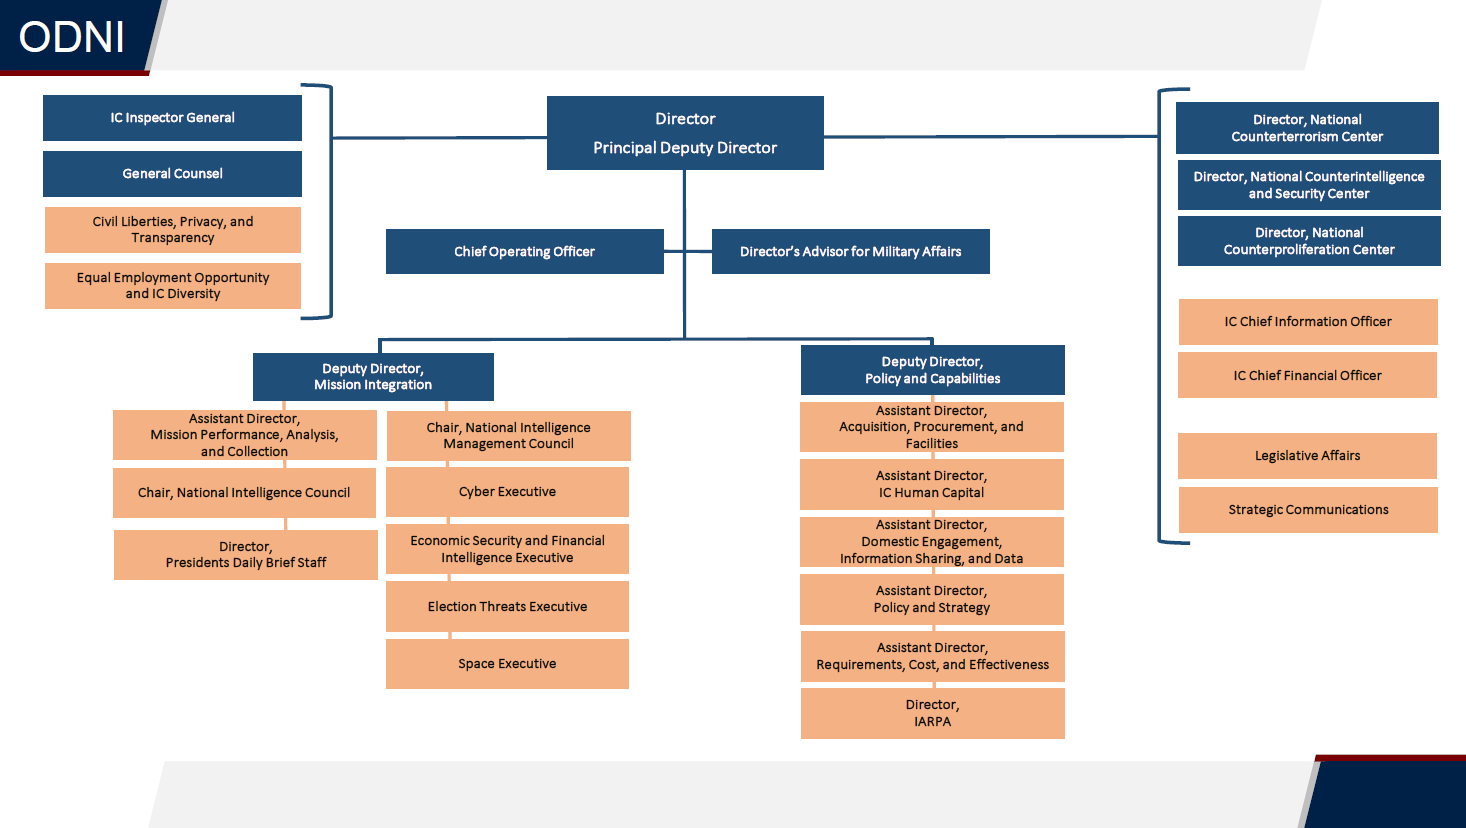 ODNI
IC Inspector General
General Counsel
Civil Liberties, Privacy, and
Transparency
Equal Employment Opportunity
and IC Diversity
Director
Principal Deputy Director
Chief Operating Officer
Director's Advisor for Military Affairs
Director, National
Counterterrorism Center
Director, National Counterintelligence
and Security Center
Director, National
Counterproliferation Center
IC Chief Information Officer
IC Chief Financial Officer
Legislative Affairs
Strategic Communications
Deputy Director,
Mission Integration
Assistant Director,
Mission Performance, Analysis,
and Collection
Chair, National Intelligence Council
Director,
Presidents Daily Brief Staff
Chair, National Intelligence
Management Council
Cyber Executive
Economic Security and Financial
Intelligence Executive
Election Threats Executive
Space Executive
Deputy Director,
Policy and Capabilities
Assistant Director,
Acquisition, Procurement, and
Facilities
Assistant Director,
IC Human Capital
Assistant Director,
Domestic Engagement,
Information Sharing, and Data
Assistant Director,
Policy and Strategy
Assistant Director,
Requirements, Cost, and Effectiveness
Director,
IARPA